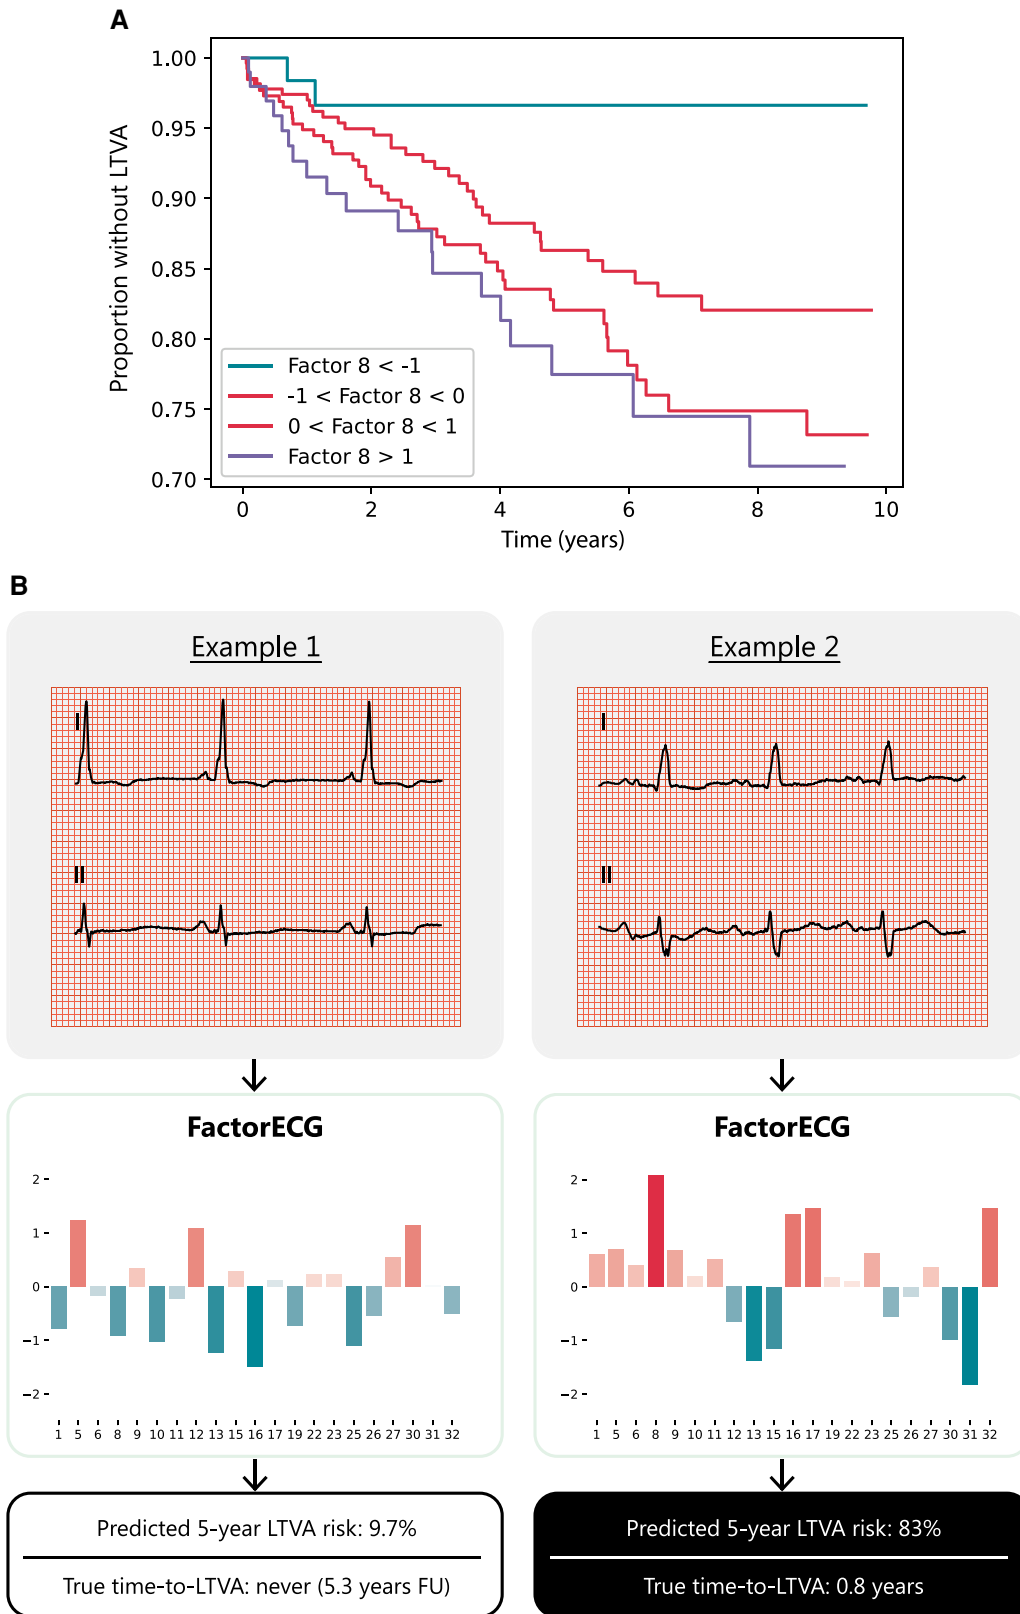 A
1.00
0.95
0.90
0.85
0.80
0.75
0.70
Proportion without LTVA
Factor 8 < -1
-1 < Factor 8 < 0
0 < Factor 8 < 1
Factor 8 > 1
0 2 4 6 8 10
Time (years)
B
Example 1
I
II
FactorECG
2
1
0
−1
−2
1 5 6 8 9 10 11 12 13 15 16 17 19 22 23 25 26 27 30 31 32
Predicted 5-year LTVA risk: 9.7%
True time-to-LTVA: never (5.3 years FU)
Example 2
I
II
FactorECG
2
1
0
−1
−2
1 5 6 8 9 10 11 12 13 15 16 17 19 22 23 25 26 27 30 31 32
Predicted 5-year LTVA risk: 83%
True time-to-LTVA: 0.8 years